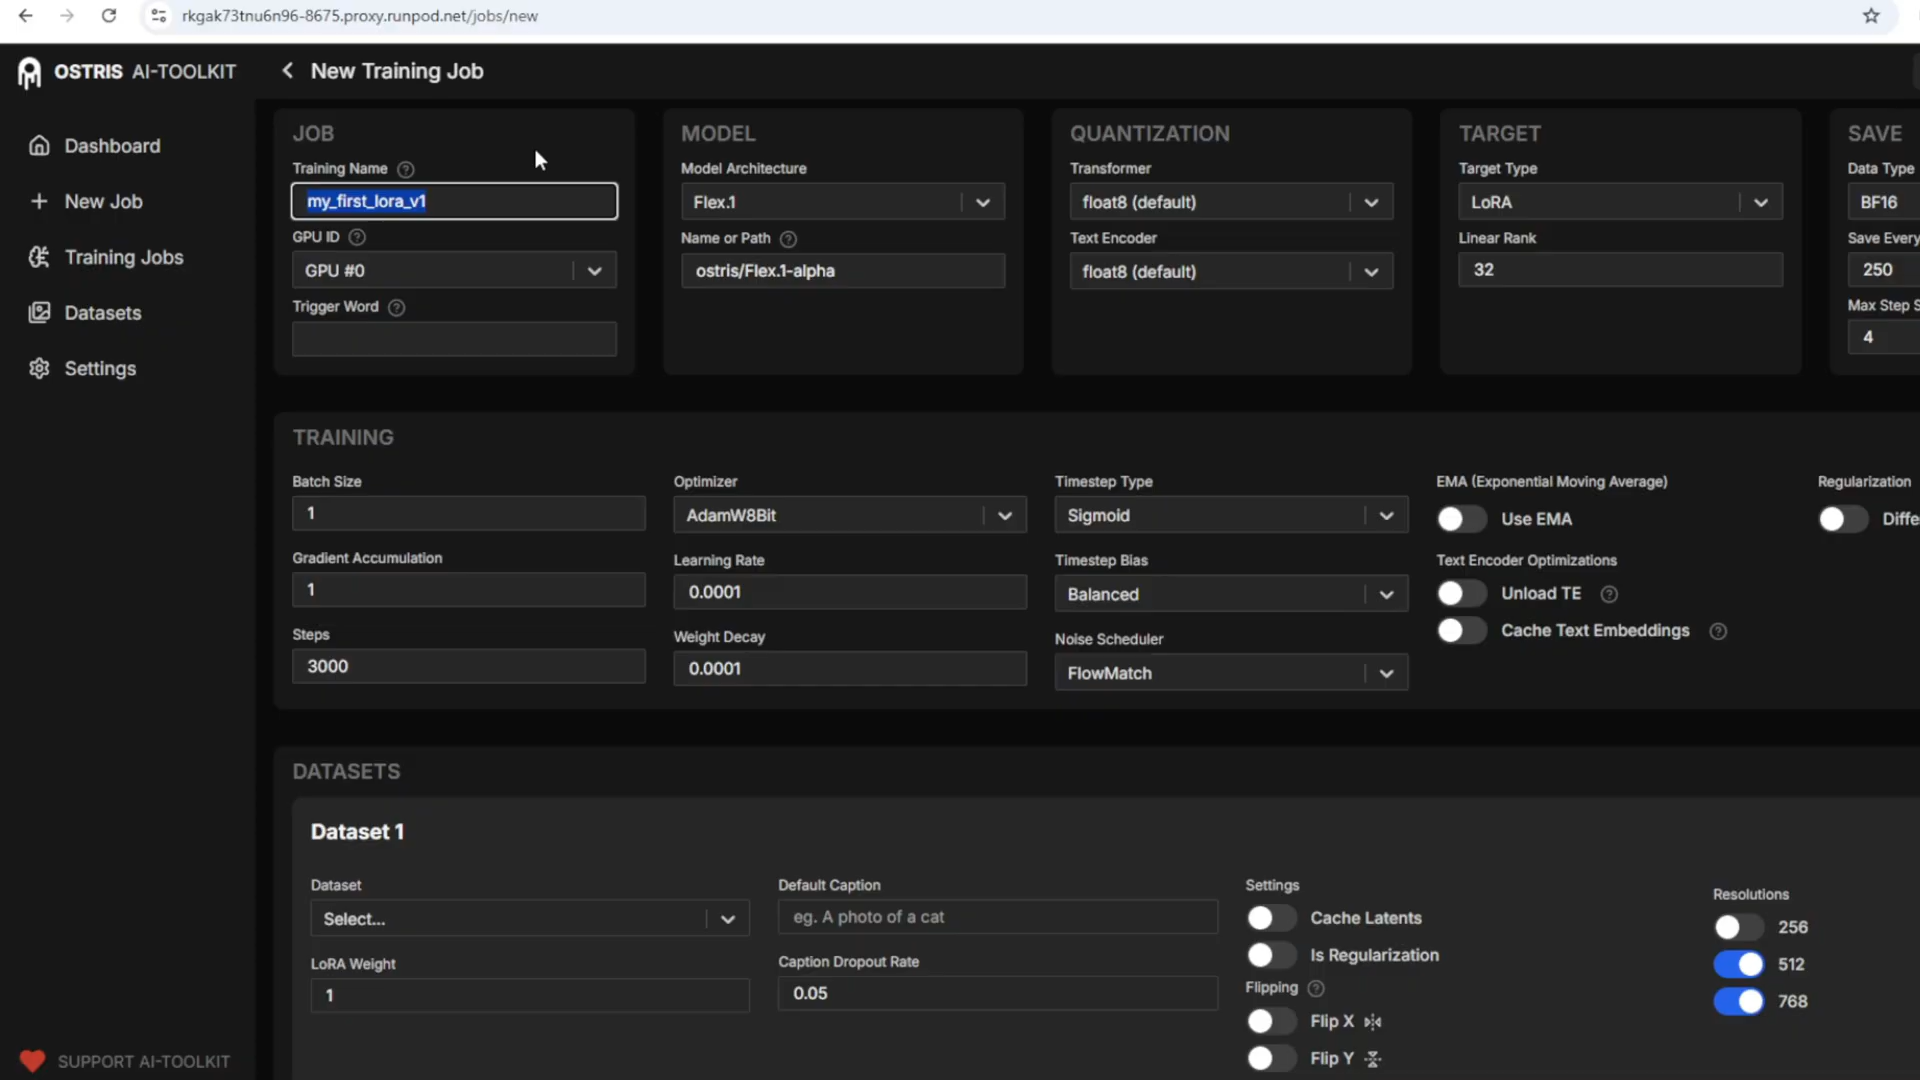 rkgak73tnu6n96-8675.proxy.runpod.net/jobs/new
OSTRIS AI-TOOLKIT
New Training Job
Dashboard
New Job
Training Jobs
Datasets
Settings
JOB
Training Name
my_first_lora_v1
GPU ID
GPU #0
Trigger Word
MODEL
Model Architecture
Flex.1
Name or Path
ostris/Flex.1-alpha
QUANTIZATION
Transformer
float8 (default)
Text Encoder
float8 (default)
TARGET
Target Type
LoRA
Linear Rank
32
SAVE
Data Type
BF16
Save Every
250
Max Step S
4
TRAINING
Batch Size
1
Gradient Accumulation
1
Steps
3000
Optimizer
AdamW8Bit
Learning Rate
0.0001
Weight Decay
0.0001
Timestep Type
Sigmoid
Timestep Bias
Balanced
Noise Scheduler
FlowMatch
EMA (Exponential Moving Average)
Use EMA
Text Encoder Optimizations
Unload TE
Cache Text Embeddings
Regularization
Diffe
DATASETS
Dataset 1
Dataset
Select...
LoRA Weight
1
Default Caption
eg. A photo of a cat
Caption Dropout Rate
0.05
Settings
Cache Latents
Is Regularization
Flipping
Flip X
Flip Y
Resolutions
256
512
768
SUPPORT AI-TOOLKIT